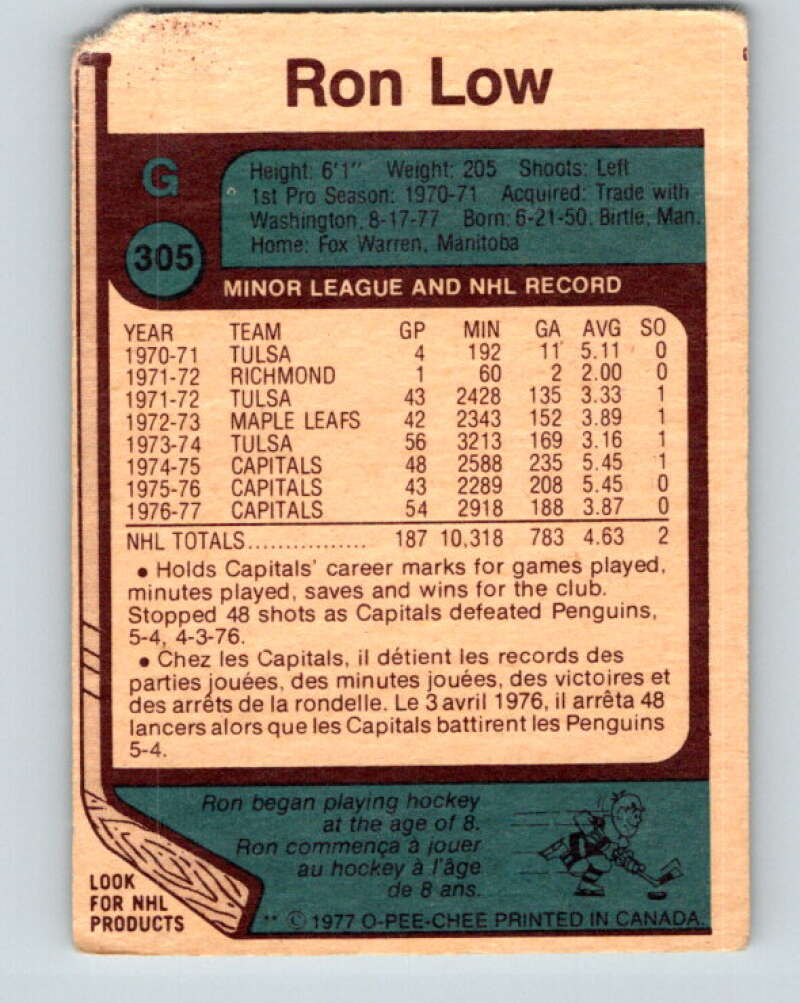 Ron Low
G
305
Height: 6'1" Weight: 205 Shoots: Left
1st Pro Season: 1970-71 Acquired: Trade with
Washington, 8-17-77 Born: 6-21-50, Birtle, Man.
Home: Fox Warren, Manitoba
MINOR LEAGUE AND NHL RECORD
YEAR TEAM GP MIN GA AVG SO
1970-71 TULSA 4 192 11 5.11 0
1971-72 RICHMOND 1 60 2 2.00 0
1971-72 TULSA 43 2428 135 3.33 1
1972-73 MAPLE LEAFS 42 2343 152 3.89 1
1973-74 TULSA 56 3213 169 3.16 1
1974-75 CAPITALS 48 2588 235 5.45 1
1975-76 CAPITALS 43 2289 208 5.45 0
1976-77 CAPITALS 54 2918 188 3.87 0
NHL TOTALS................ 187 10,318 783 4.63 2
• Holds Capitals' career marks for games played,
minutes played, saves and wins for the club.
Stopped 48 shots as Capitals defeated Penguins,
5-4, 4-3-76.
• Chez les Capitals, il détient les records des
parties jouées, des minutes jouées, des victoires et
des arrêts de la rondelle. Le 3 avril 1976, il arrêta 48
lancers alors que les Capitals battirent les Penguins
5-4.
Ron began playing hockey
at the age of 8.
Ron commença à jouer
au hockey à l'âge
de 8 ans.
LOOK
FOR NHL
PRODUCTS
** © 1977 O-PEE-CHEE PRINTED IN CANADA.